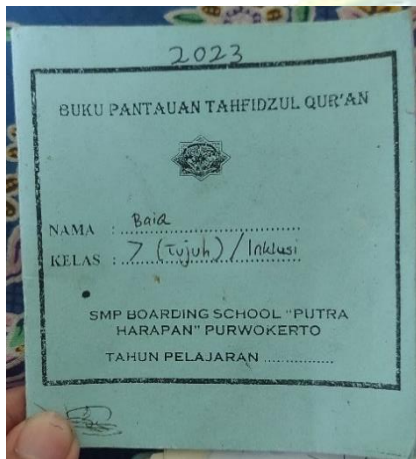 2023
BUKU PANTAUAN TAHFIDZUL QUR'AN
NAMA : Baia
KELAS : 7 (Tujuh) / Inklusi
SMP BOARDING SCHOOL "PUTRA
HARAPAN" PURWOKERTO
TAHUN PELAJARAN ..............